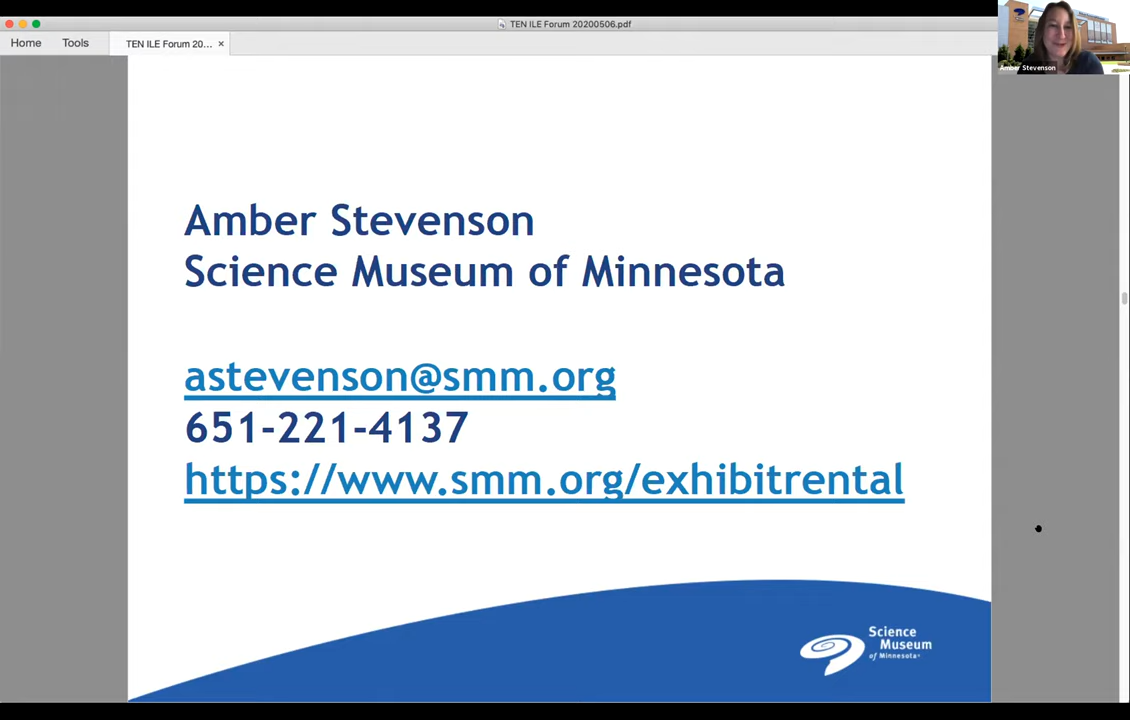 TEN ILE Forum 20200506.pdf
Home
Tools
TEN ILE Forum 20... ×
Amber Stevenson
Amber Stevenson
Science Museum of Minnesota
astevenson@smm.org
651-221-4137
https://www.smm.org/exhibitrental
Science
Museum
of Minnesota